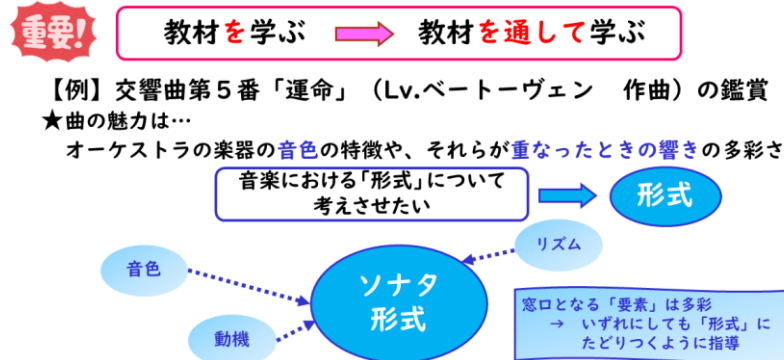 重要!
教材を学ぶ 教材を通して学ぶ
【例】交響曲第５番「運命」（Lv.ベートーヴェン　作曲）の鑑賞
★曲の魅力は…
オーケストラの楽器の音色の特徴や、それらが重なったときの響きの多彩さ
音楽における「形式」について
考えさせたい
形式
リズム
音色
ソナタ
形式
動機
窓口となる「要素」は多彩
→　いずれにしても「形式」に
たどりつくように指導